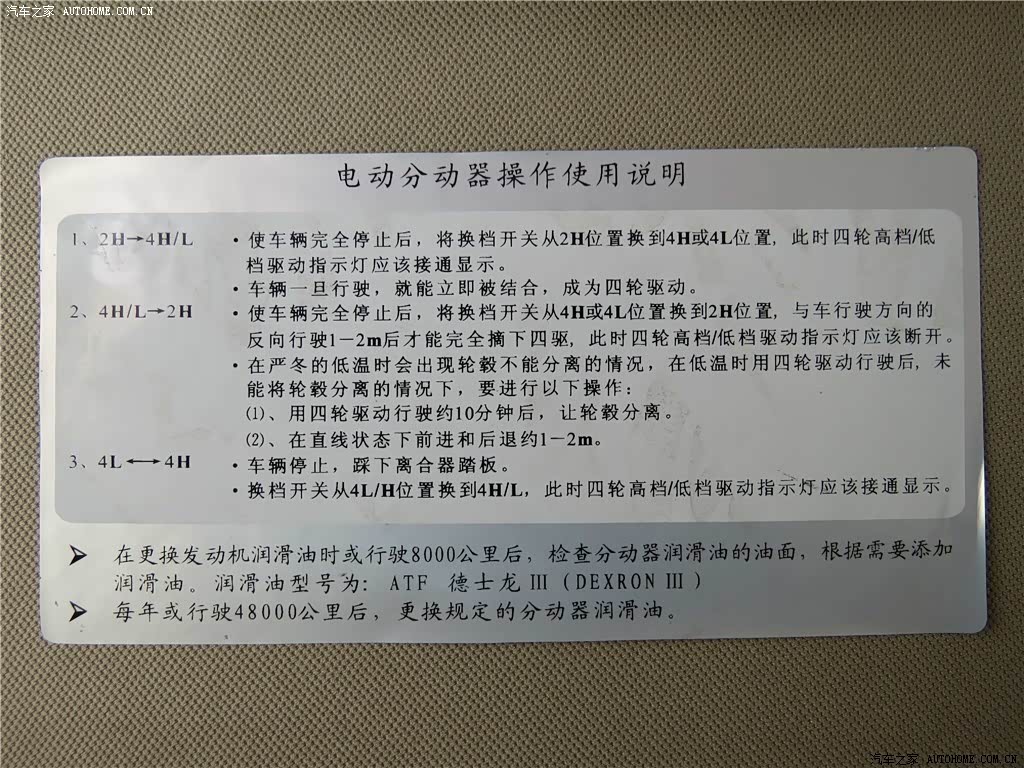 汽车之家 AUTOHOME.COM.CN
电动分动器操作使用说明
1、2H→4H/L ·使车辆完全停止后，将换档开关从2H位置换到4H或4L位置，此时四轮高档/低
档驱动指示灯应该接通显示。
·车辆一旦行驶，就能立即被结合，成为四轮驱动。
2、4H/L→2H ·使车辆完全停止后，将换档开关从4H或4L位置换到2H位置，与车行驶方向的
反向行驶1－2m后才能完全摘下四驱，此时四轮高档/低档驱动指示灯应该断开。
·在严冬的低温时会出现轮毂不能分离的情况，在低温时用四轮驱动行驶后，未
能将轮毂分离的情况下，要进行以下操作：
⑴、用四轮驱动行驶约10分钟后，让轮毂分离。
⑵、在直线状态下前进和后退约1－2m。
3、4L←→4H ·车辆停止，踩下离合器踏板。
·换档开关从4L/H位置换到4H/L，此时四轮高档/低档驱动指示灯应该接通显示。
➢ 在更换发动机润滑油时或行驶8000公里后，检查分动器润滑油的油面，根据需要添加
润滑油。润滑油型号为：ATF 德士龙Ⅲ（DEXRONⅢ）
➢ 每年或行驶48000公里后，更换规定的分动器润滑油。
汽车之家 AUTOHOME.COM.CN